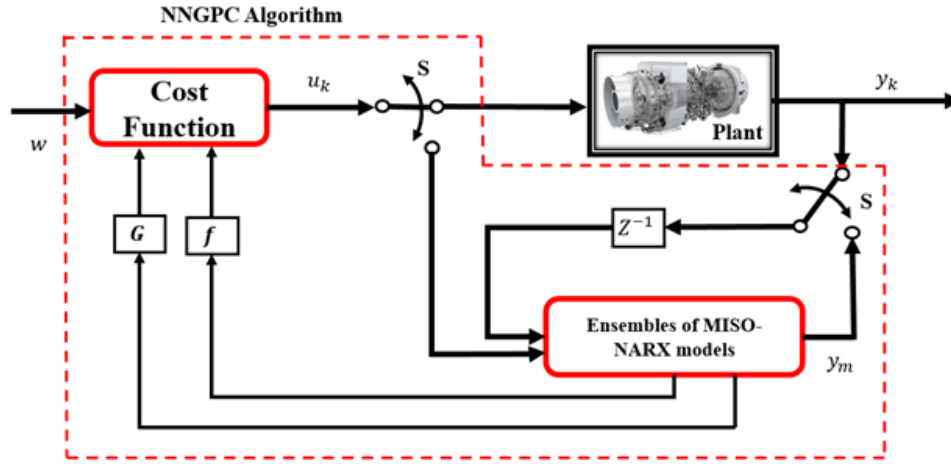 NNGPC Algorithm
Cost
Function
w
u_k
S
Plant
y_k
G
f
Z^{-1}
S
Ensembles of MISO-
NARX models
y_m